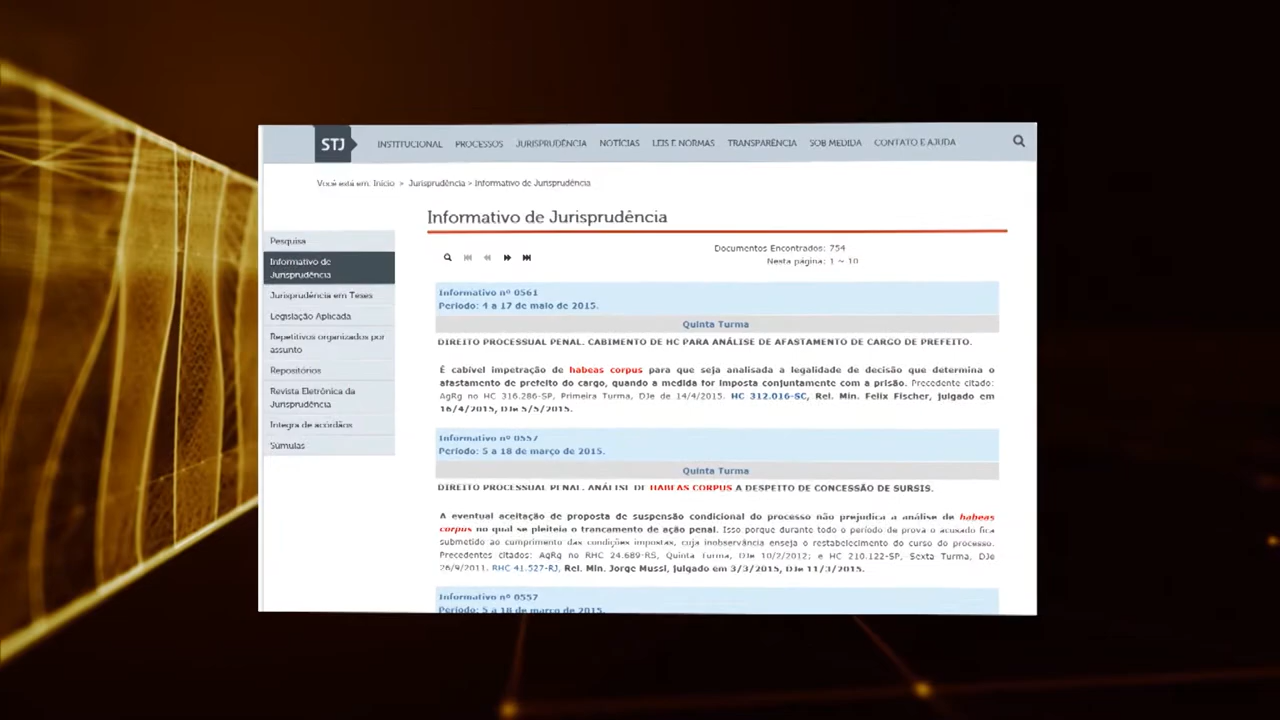 STJ INSTITUCIONAL PROCESSOS JURISPRUDÊNCIA NOTÍCIAS LEIS E NORMAS TRANSPARÊNCIA SOB MEDIDA CONTATO E AJUDA
Você está em: Início > Jurisprudência > Informativo de Jurisprudência
Informativo de Jurisprudência
Pesquisa
Informativo de
Jurisprudência
Jurisprudência em Teses
Legislação Aplicada
Repetitivos organizados por
assunto
Repositórios
Revista Eletrônica da
Jurisprudência
Íntegra de acórdãos
Súmulas
Documentos Encontrados: 754
Nesta página: 1 ~ 10
Informativo nº 0561
Período: 4 a 17 de maio de 2015.
Quinta Turma
DIREITO PROCESSUAL PENAL. CABIMENTO DE HC PARA ANÁLISE DE AFASTAMENTO DE CARGO DE PREFEITO.
É cabível impetração de habeas corpus para que seja analisada a legalidade de decisão que determina o
afastamento de prefeito do cargo, quando a medida for imposta conjuntamente com a prisão. Precedente citado:
AgRg no HC 316.286-SP, Primeira Turma, DJe de 14/4/2015. HC 312.016-SC, Rel. Min. Felix Fischer, julgado em
16/4/2015, DJe 5/5/2015.
Informativo nº 0557
Período: 5 a 18 de março de 2015.
Quinta Turma
DIREITO PROCESSUAL PENAL. ANÁLISE DE HABEAS CORPUS A DESPEITO DE CONCESSÃO DE SURSIS.
A eventual aceitação de proposta de suspensão condicional do processo não prejudica a análise de habeas
corpus no qual se pleiteia o trancamento de ação penal. Isso porque durante todo o período de prova o acusado fica
submetido ao cumprimento das condições impostas, cuja inobservância enseja o restabelecimento do curso do processo.
Precedentes citados: AgRg no RHC 24.689-RS, Quinta Turma, DJe 10/2/2012; e HC 210.122-SP, Sexta Turma, DJe
26/9/2011. RHC 41.527-RJ, Rel. Min. Jorge Mussi, julgado em 3/3/2015, DJe 11/3/2015.
Informativo nº 0557
Período: 5 a 18 de março de 2015.